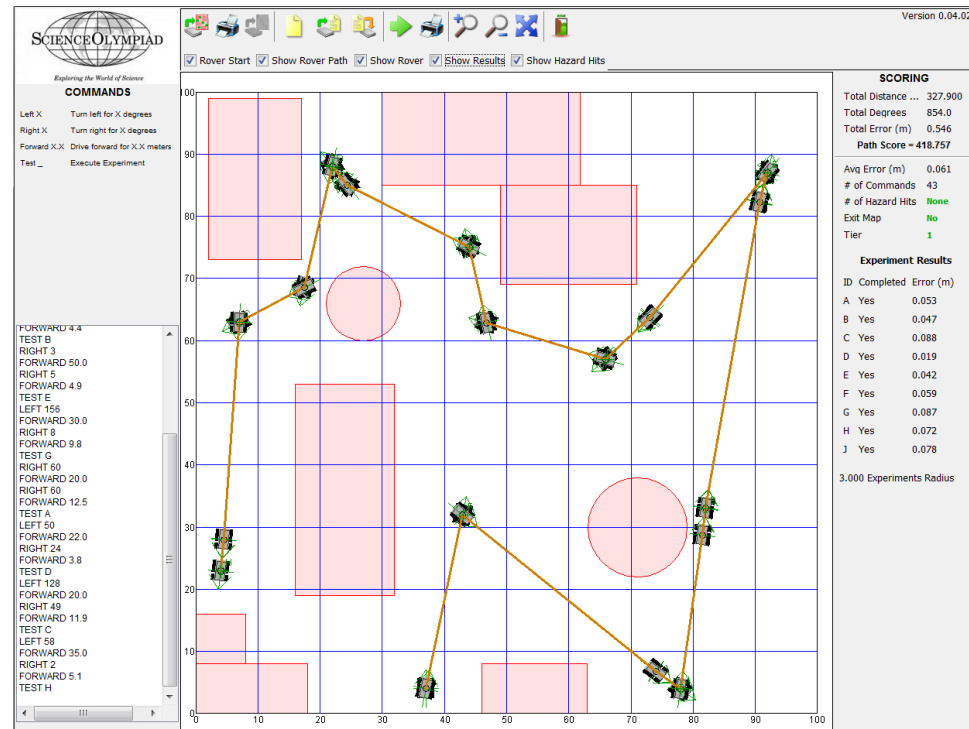 Version 0.04.02
SCIENCE OLYMPIAD
Exploring the World of Science
Rover Start
Show Rover Path
Show Rover
Show Results
Show Hazard Hits
COMMANDS
Left X Turn left for X degrees
Right X Turn right for X degrees
Forward X.X Drive forward for X.X meters
Test _ Execute Experiment
FORWARD 4.4
TEST B
RIGHT 3
FORWARD 50.0
RIGHT 5
FORWARD 4.9
TEST E
LEFT 156
FORWARD 30.0
RIGHT 8
FORWARD 9.8
TEST G
RIGHT 60
FORWARD 20.0
RIGHT 60
FORWARD 12.5
TEST A
LEFT 50
FORWARD 22.0
RIGHT 24
FORWARD 3.8
TEST D
LEFT 128
FORWARD 20.0
RIGHT 49
FORWARD 11.9
TEST C
LEFT 58
FORWARD 35.0
RIGHT 2
FORWARD 5.1
TEST H
100
90
80
70
60
50
40
30
20
10
0
0 10 20 30 40 50 60 70 80 90 100
SCORING
Total Distance ... 327.900
Total Degrees 854.0
Total Error (m) 0.546
Path Score = 418.757
Avg Error (m) 0.061
# of Commands 43
# of Hazard Hits None
Exit Map No
Tier 1
Experiment Results
ID Completed Error (m)
A Yes 0.053
B Yes 0.047
C Yes 0.088
D Yes 0.019
E Yes 0.042
F Yes 0.059
G Yes 0.087
H Yes 0.072
J Yes 0.078
3.000 Experiments Radius